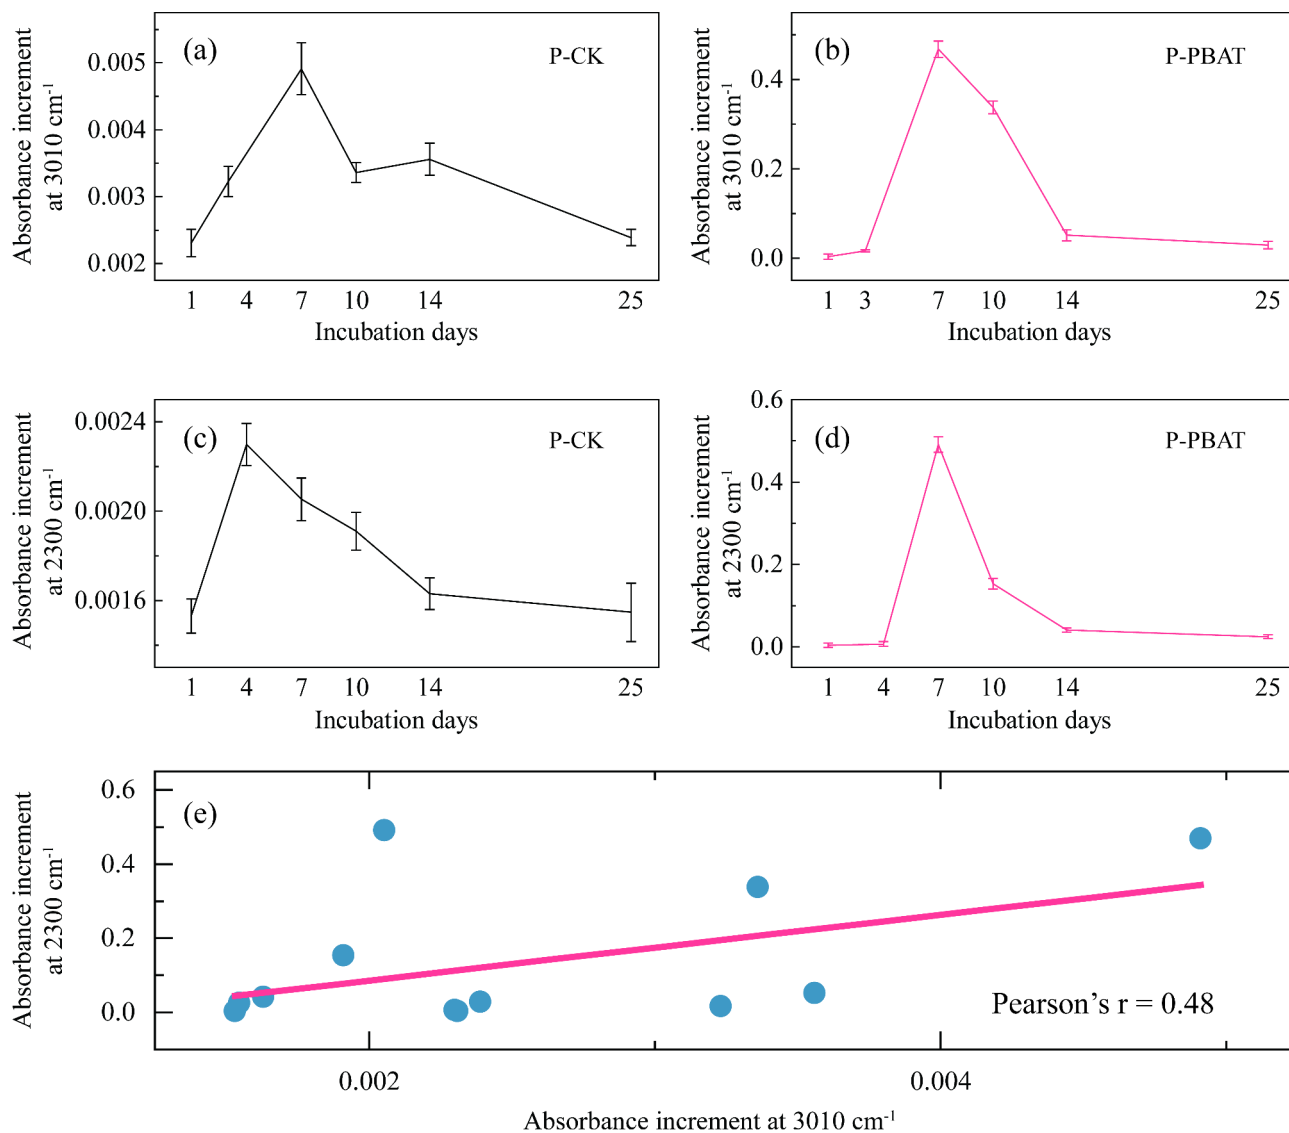 (a)
P-CK
Absorbance increment
at 3010 cm⁻¹
0.005
0.004
0.003
0.002
1 4 7 10 14 25
Incubation days
(b)
P-PBAT
Absorbance increment
at 3010 cm⁻¹
0.4
0.2
0.0
1 3 7 10 14 25
Incubation days
(c)
P-CK
Absorbance increment
at 2300 cm⁻¹
0.0024
0.0020
0.0016
1 4 7 10 14 25
Incubation days
(d)
P-PBAT
Absorbance increment
at 2300 cm⁻¹
0.6
0.4
0.2
0.0
1 4 7 10 14 25
Incubation days
(e)
Absorbance increment
at 2300 cm⁻¹
0.6
0.4
0.2
0.0
Pearson’s r = 0.48
0.002 0.004
Absorbance increment at 3010 cm⁻¹